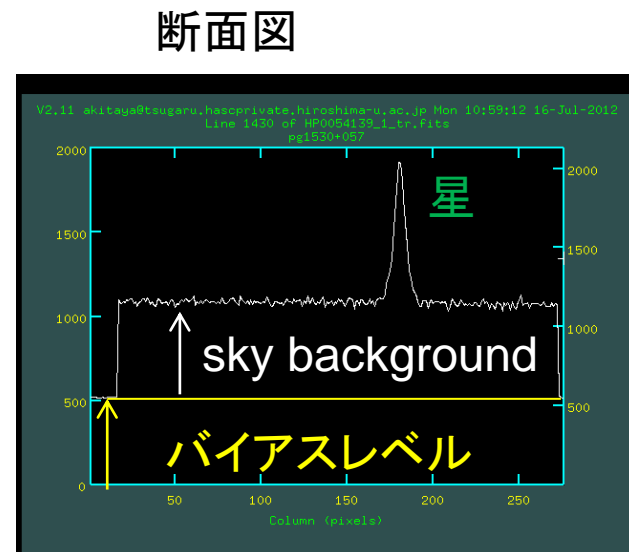 断面図
V2.11 akitaya@tsugaru.hascprivate.hiroshima-u.ac.jp Mon 10:59:12 16-Jul-2012
Line 1430 of HP0054139_1_tr.fits
pg1530+057
2000
2000
星
1500
1500
1000
1000
sky background
500
500
バイアスレベル
0
50 100 150 200 250
Column (pixels)